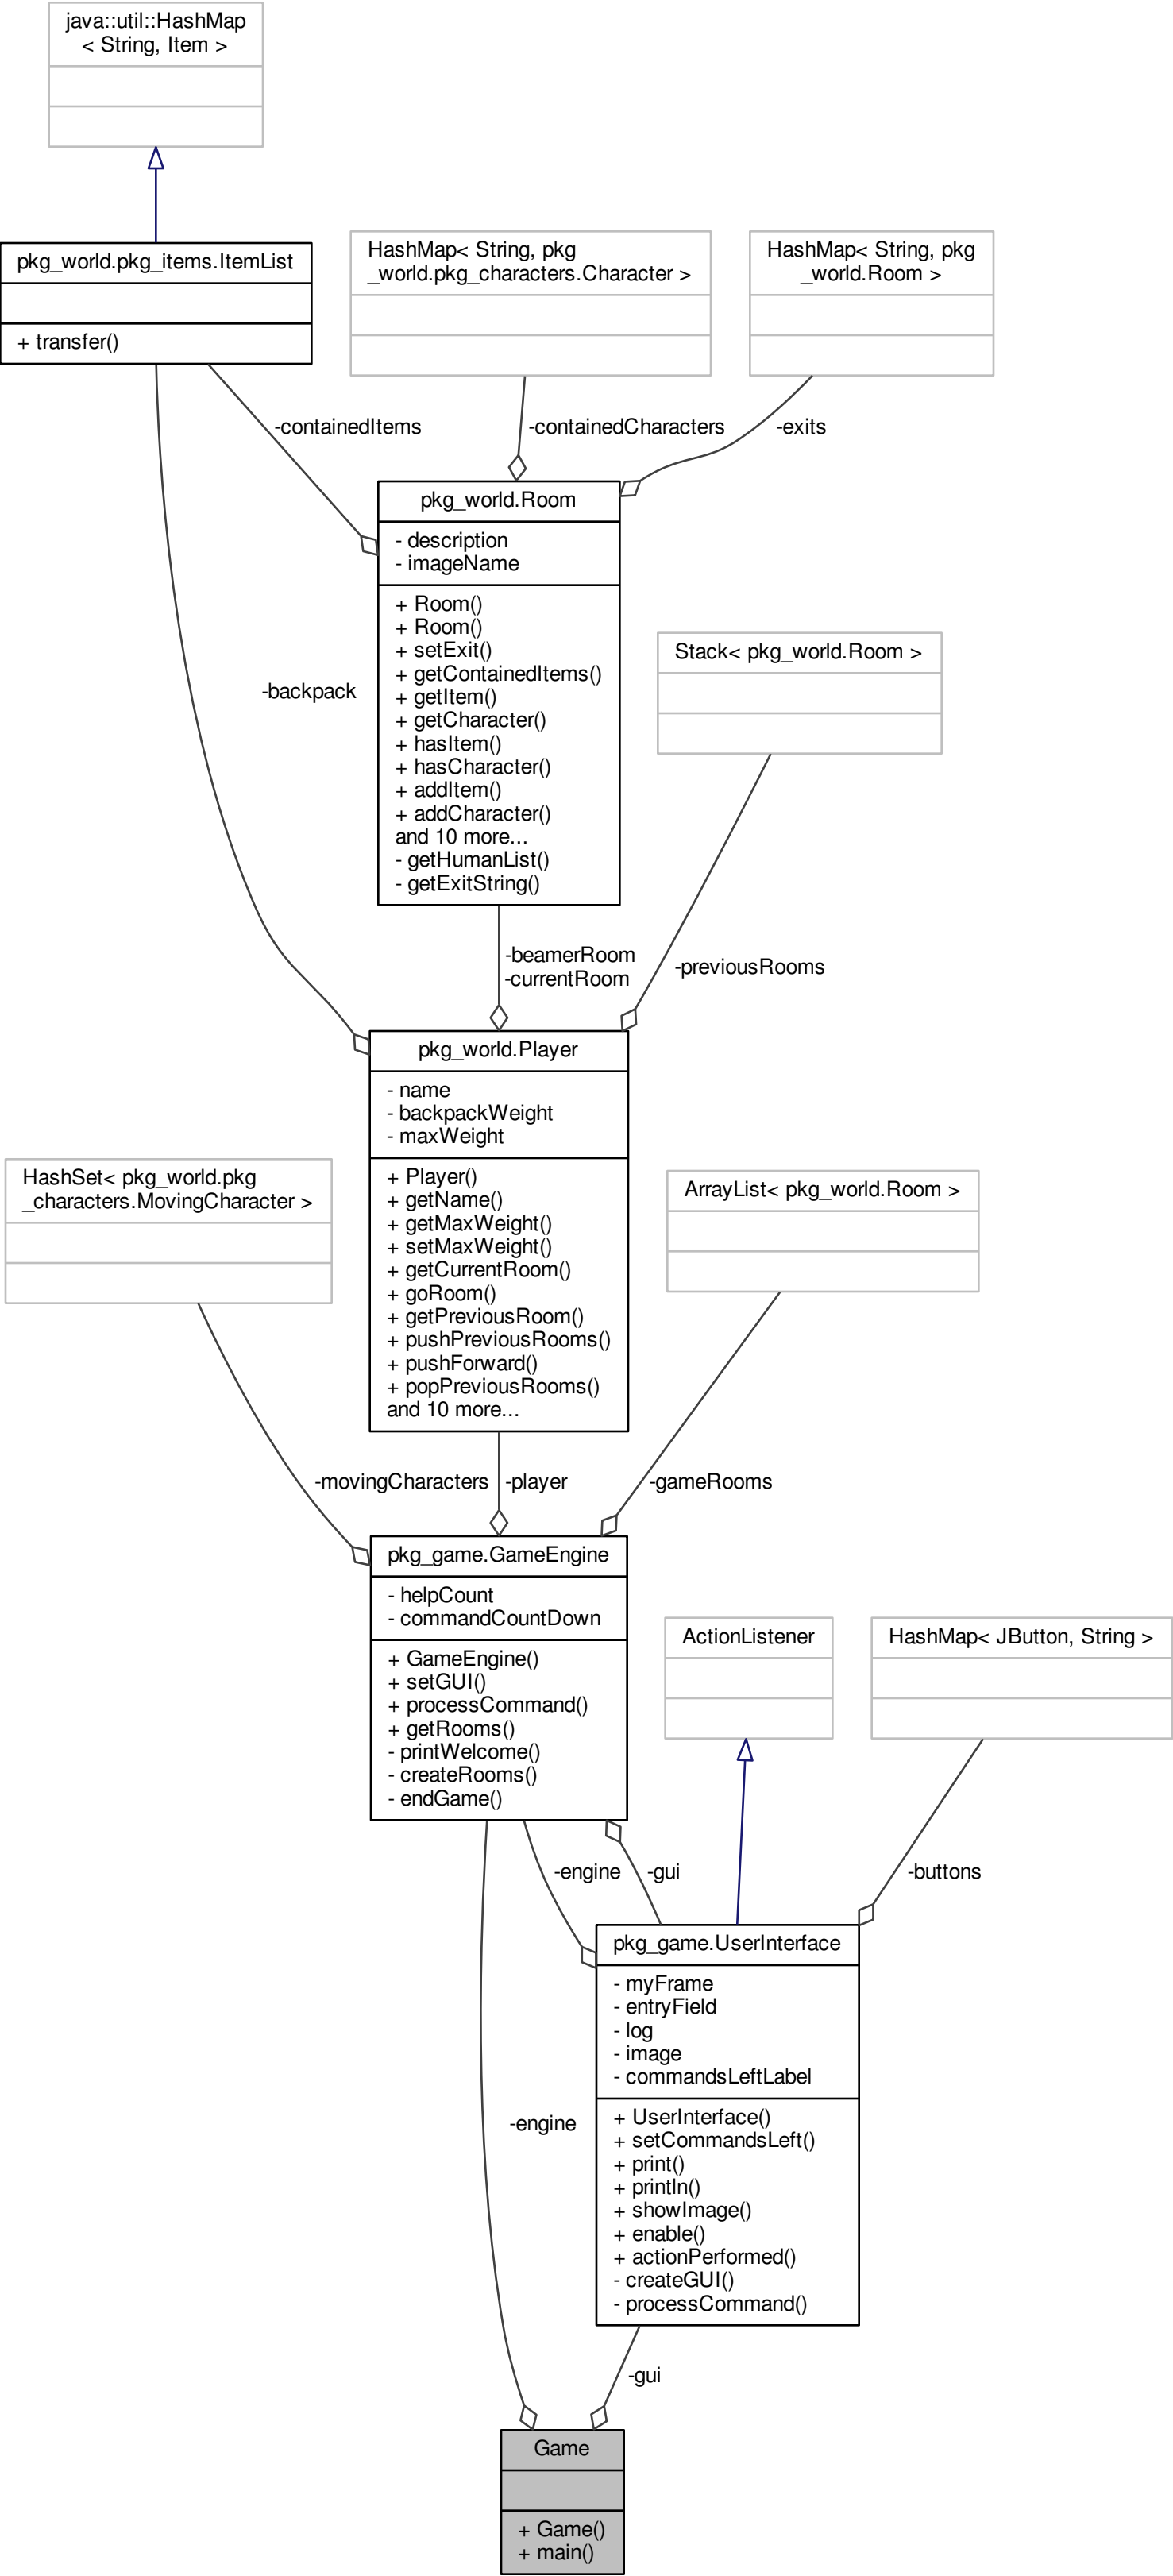 java::util::HashMap
< String, Item >
pkg_world.pkg_items.ItemList
+ transfer()
HashMap< String, pkg
_world.pkg_characters.Character >
HashMap< String, pkg
_world.Room >
-containedItems
-containedCharacters
-exits
pkg_world.Room
- description
- imageName
+ Room()
+ Room()
+ setExit()
+ getContainedItems()
+ getItem()
+ getCharacter()
+ hasItem()
+ hasCharacter()
+ addItem()
+ addCharacter()
and 10 more...
- getHumanList()
- getExitString()
Stack< pkg_world.Room >
-backpack
-beamerRoom
-currentRoom
-previousRooms
pkg_world.Player
- name
- backpackWeight
- maxWeight
+ Player()
+ getName()
+ getMaxWeight()
+ setMaxWeight()
+ getCurrentRoom()
+ goRoom()
+ getPreviousRoom()
+ pushPreviousRooms()
+ pushForward()
+ popPreviousRooms()
and 10 more...
HashSet< pkg_world.pkg
_characters.MovingCharacter >
ArrayList< pkg_world.Room >
-movingCharacters
-player
-gameRooms
pkg_game.GameEngine
- helpCount
- commandCountDown
+ GameEngine()
+ setGUI()
+ processCommand()
+ getRooms()
- printWelcome()
- createRooms()
- endGame()
ActionListener
HashMap< JButton, String >
-engine
-gui
-buttons
pkg_game.UserInterface
- myFrame
- entryField
- log
- image
- commandsLeftLabel
+ UserInterface()
+ setCommandsLeft()
+ print()
+ println()
+ showImage()
+ enable()
+ actionPerformed()
- createGUI()
- processCommand()
-engine
-gui
Game
+ Game()
+ main()